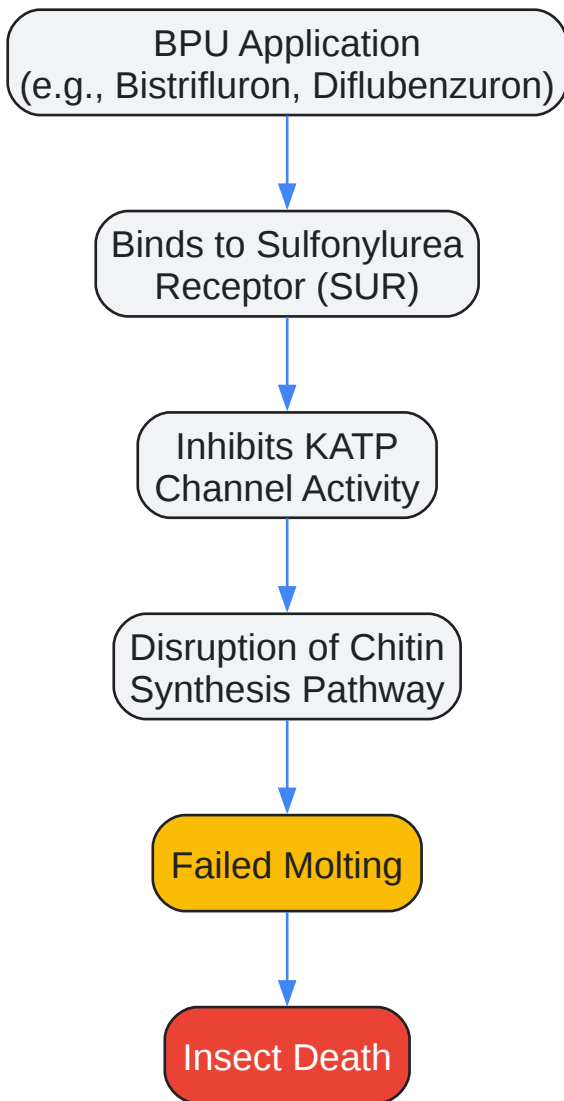 BPU Application
(e.g., Bistrifluron, Diflubenzuron)
Binds to Sulfonylurea
Receptor (SUR)
Inhibits KATP
Channel Activity
Disruption of Chitin
Synthesis Pathway
Failed Molting
Insect Death